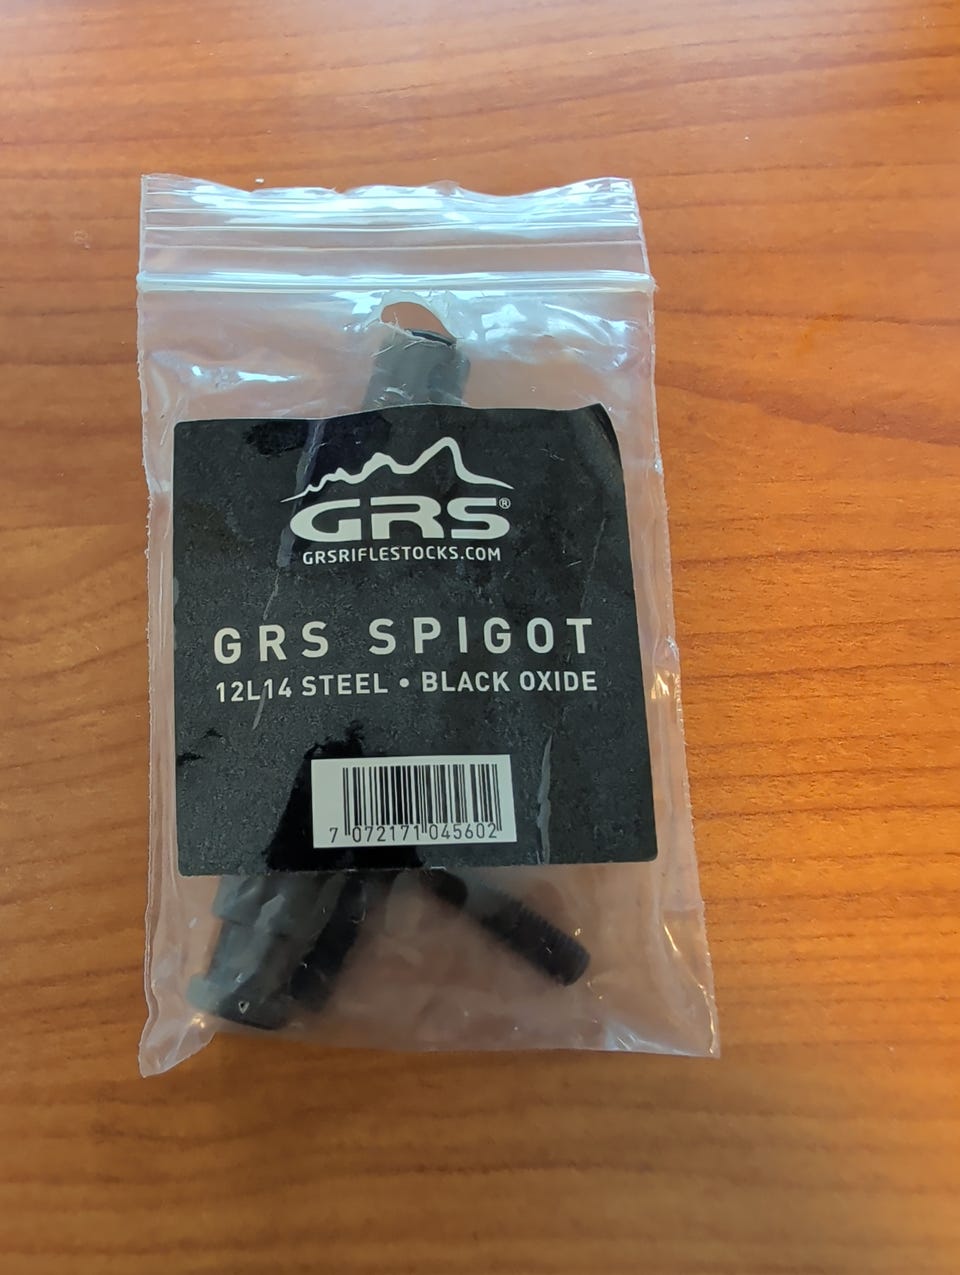 GRS®
GRSRIFLESTOCKS.COM
GRS SPIGOT
12L14 STEEL • BLACK OXIDE
7 072171 045602